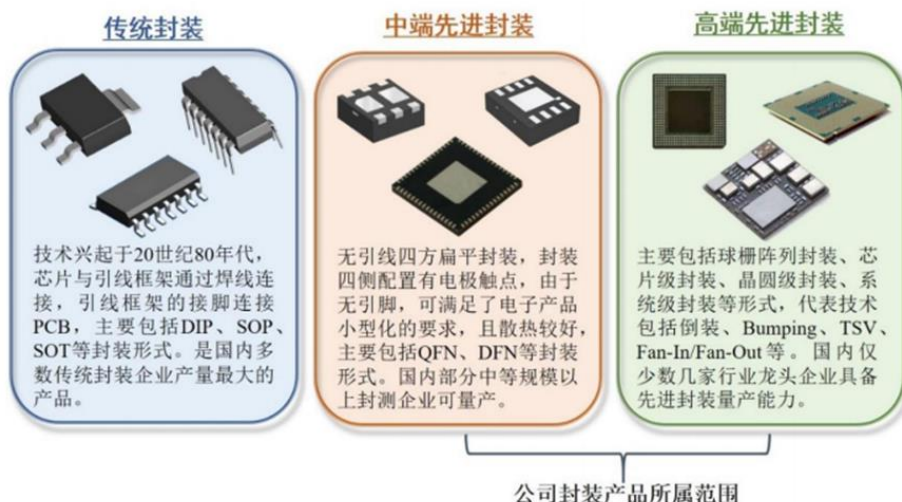 传统封装
中端先进封装
高端先进封装
技术兴起于20世纪80年代，
芯片与引线框架通过焊线连
接，引线框架的接脚连接
PCB，主要包括DIP、SOP、
SOT等封装形式。是国内多
数传统封装企业产量最大的
产品。
无引线四方扁平封装，封装
四侧配置有电极触点，由于
无引脚，可满足了电子产品
小型化的要求，且散热较好，
主要包括QFN、DFN等封装
形式。国内部分中等规模以
上封测企业可量产。
主要包括球栅阵列封装、芯
片级封装、晶圆级封装、系
统级封装等形式，代表技术
包括倒装、Bumping、TSV、
Fan-In/Fan-Out等。国内仅
少数几家行业龙头企业具备
先进封装量产能力。
公司封装产品所属范围